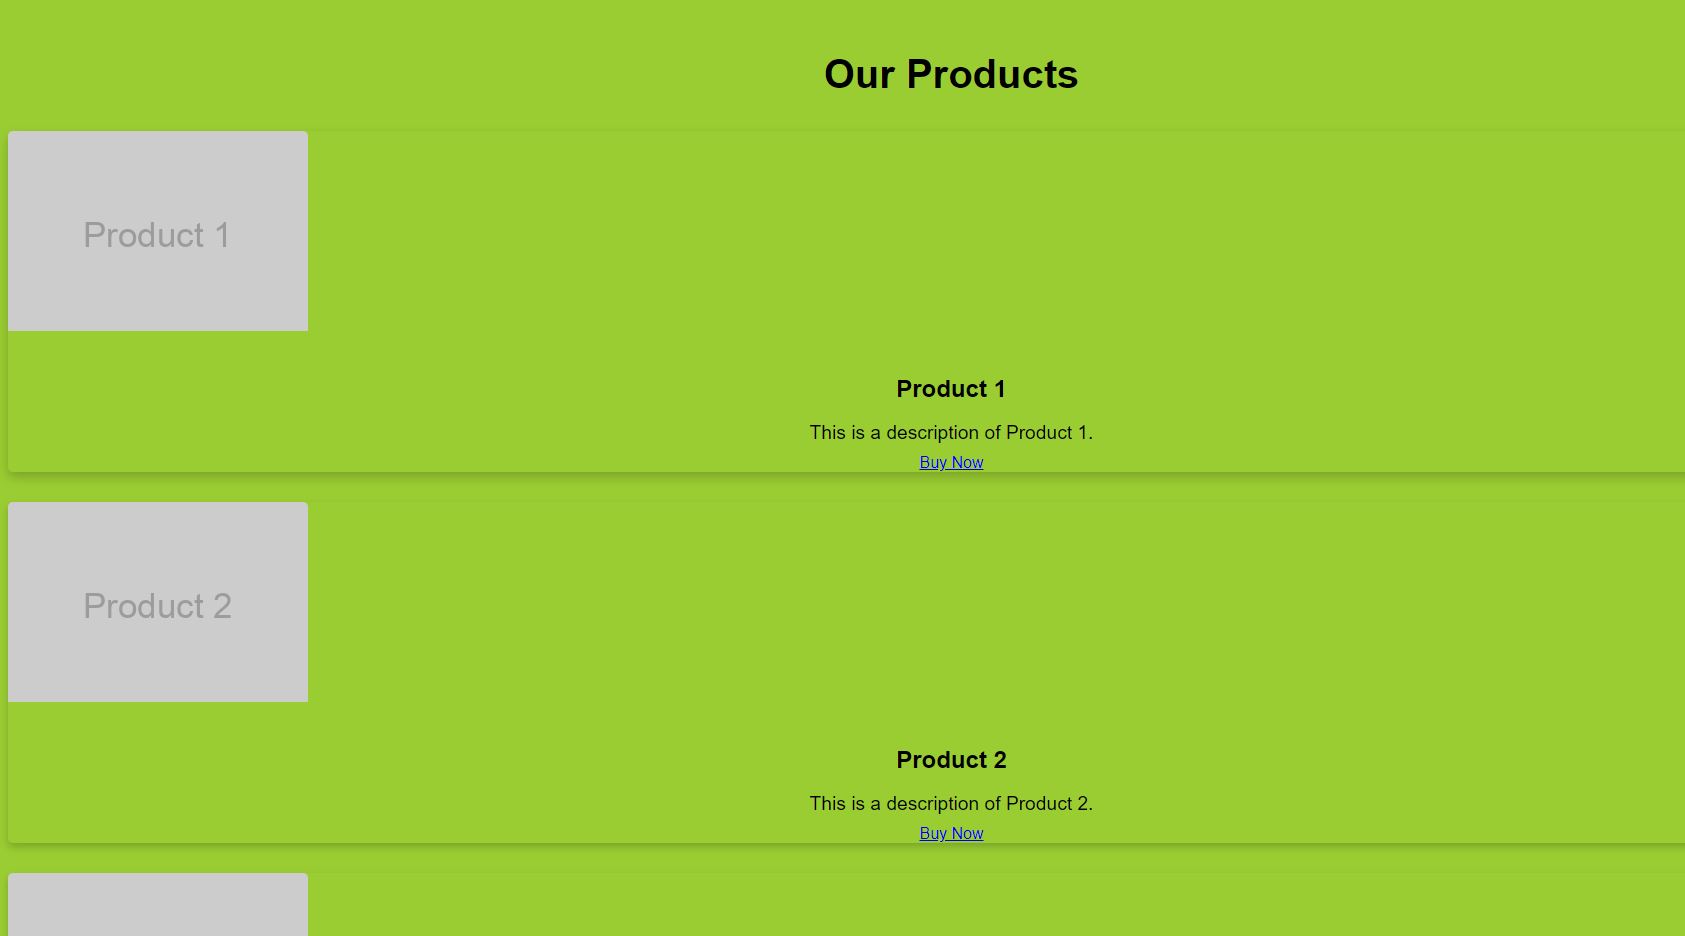 Our Products
Product 1
Product 1
This is a description of Product 1.
Buy Now
Product 2
Product 2
This is a description of Product 2.
Buy Now